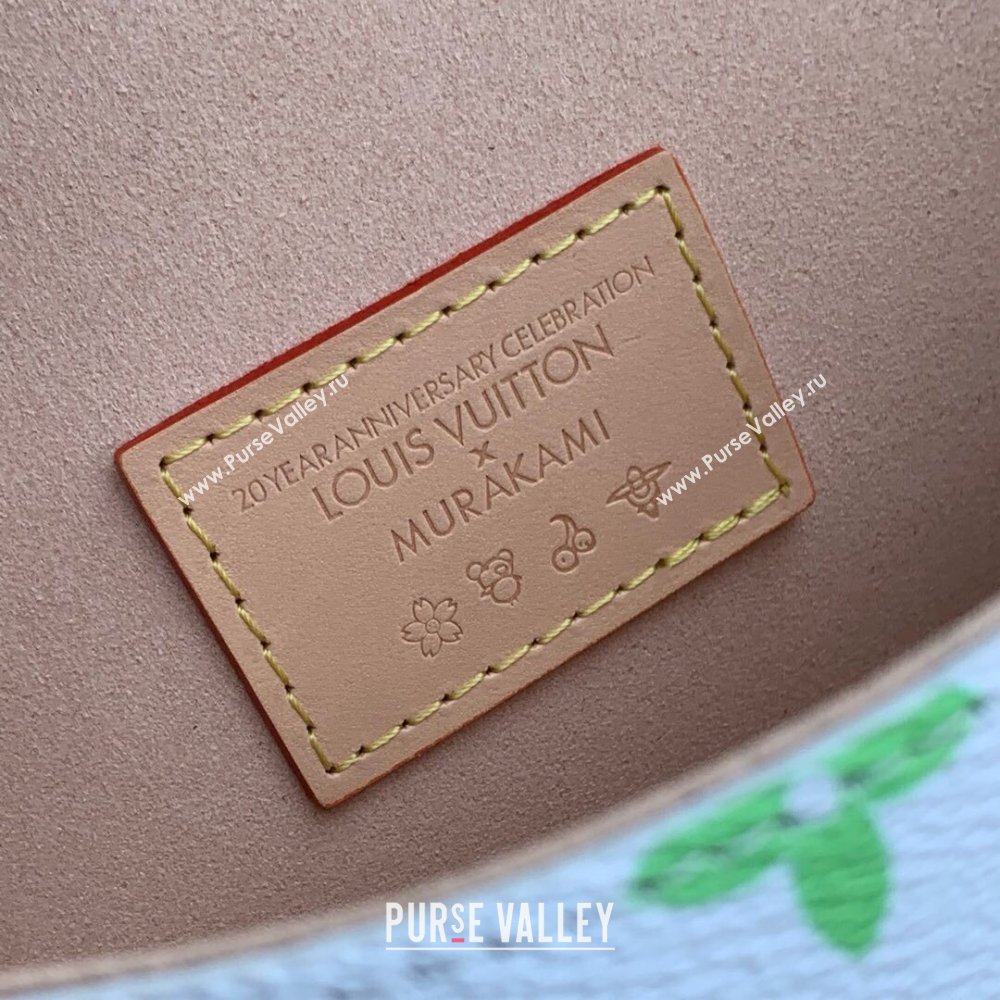 20YEARANNIVERSARY CELEBRATION
LOUIS VUITTON
x
MURAKAMI
www.PurseValley.ru
www.PurseValley.ru
PURSE VALLEY